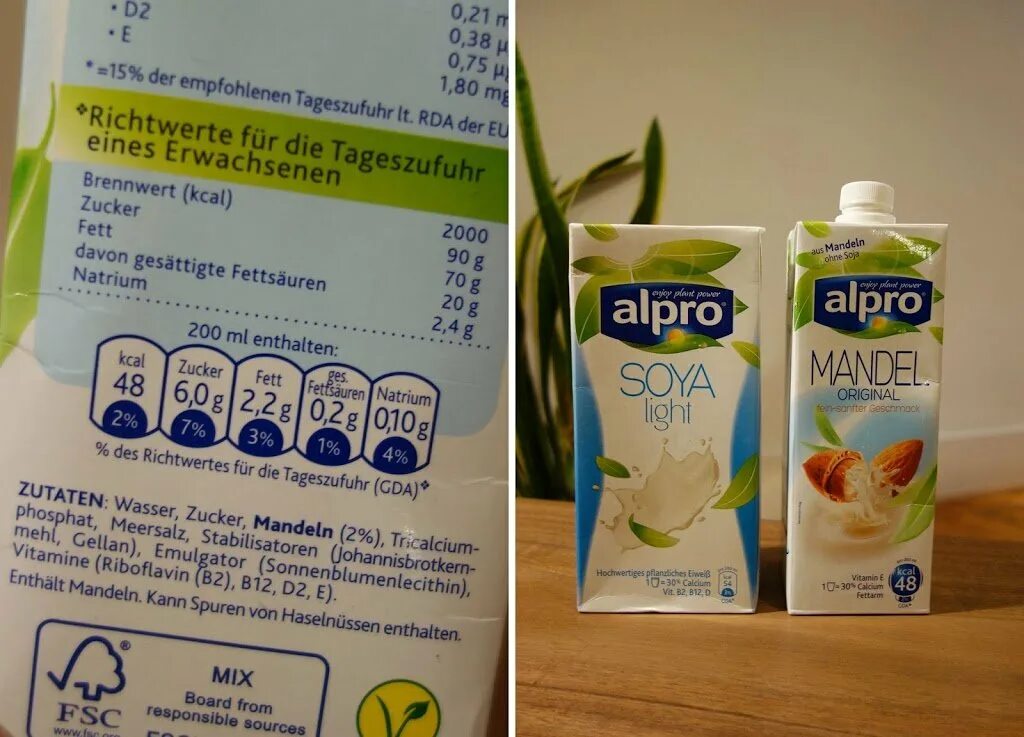 • D2
• E
0,21 m
0,38 µ
0,75 µg
1,80 mg
*=15% der empfohlenen Tageszufuhr lt. RDA der EU
❖Richtwerte für die Tageszufuhr
eines Erwachsenen
Brennwert (kcal) 2000
Zucker 90 g
Fett 70 g
davon gesättigte Fettsäuren 20 g
Natrium 2,4 g
200 ml enthalten:
kcal 48 2%
Zucker 6,0 g 7%
Fett 2,2 g 3%
ges. Fettsäuren 0,2 g 1%
Natrium 0,10 g 4%
% des Richtwertes für die Tageszufuhr (GDA)❖
ZUTATEN: Wasser, Zucker, Mandeln (2%), Tricalcium-
phosphat, Meersalz, Stabilisatoren (Johannisbrotkern-
mehl, Gellan), Emulgator (Sonnenblumenlecithin),
Vitamine (Riboflavin (B2), B12, D2, E).
Enthält Mandeln. Kann Spuren von Haselnüssen enthalten.
FSC
www.fsc.org
®
MIX
Board from
responsible sources
enjoy plant power
alpro
SOYA
light
Hochwertiges pflanzliches Eiweiß
1 = 30% Calcium
Vit. B2, B12, D
kcal
54
GDA
aus Mandeln
ohne Soja
enjoy plant power
alpro
MANDEL
ORIGINAL
fein-sanfter Geschmack
Vitamin E
1 = 30% Calcium
Fettarm
kcal
48
GDA